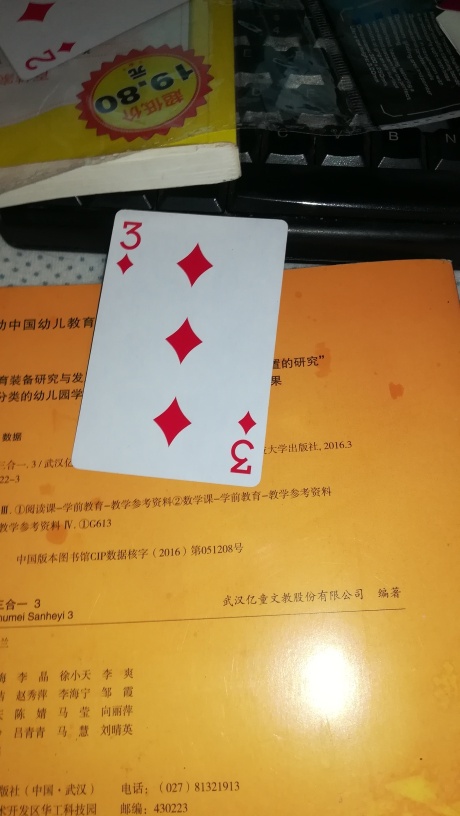 2
超低价
19.80
元
C
V
B
N
3
3
动中国幼儿教育
置的研究”
育装备研究与发
果
分类的幼儿园学
数据
三合一. 3 / 武汉亿
大学出版社, 2016.3
22-3
Ⅲ. ①阅读课-学前教育-教学参考资料②数学课-学前教育-教学参考资料
教学参考资料 Ⅳ. ①G613
中国版本图书馆CIP数据核字（2016）第051208号
三合一 3
humei Sanheyi 3
武汉亿童文教股份有限公司 编著
兰
李 晶 徐小天 李 爽
赵秀萍 李海宁 邹 霞
陈 婧 马 莹 向丽萍
吕青青 马 慧 刘晴英
版社（中国·武汉） 电话：（027）81321913
术开发区华工科技园 邮编：430223